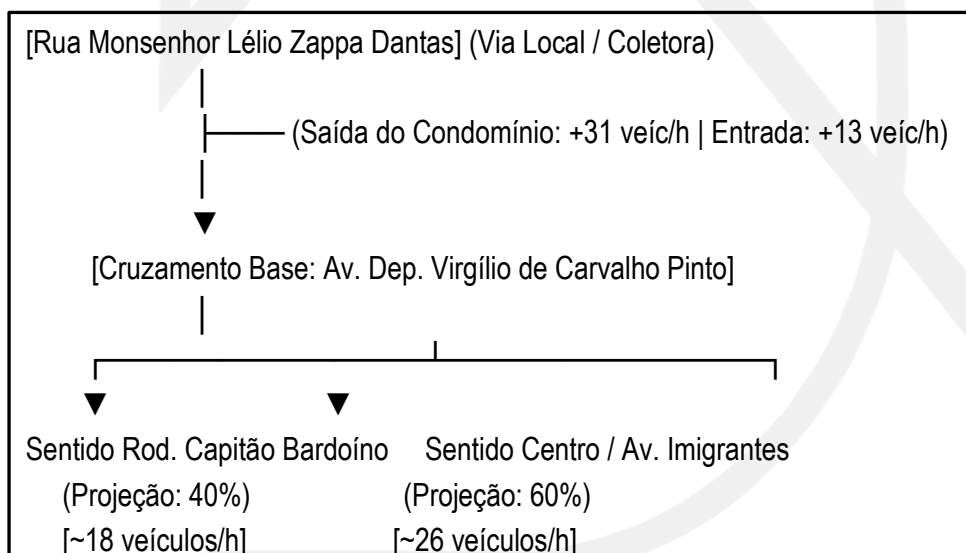 [Rua Monsenhor Lélio Zappa Dantas] (Via Local / Coletora)
(Saída do Condomínio: +31 veíc/h | Entrada: +13 veíc/h)
[Cruzamento Base: Av. Dep. Virgílio de Carvalho Pinto]
Sentido Rod. Capitão Bardoíno Sentido Centro / Av. Imigrantes
(Projeção: 40%) (Projeção: 60%)
[~18 veículos/h] [~26 veículos/h]